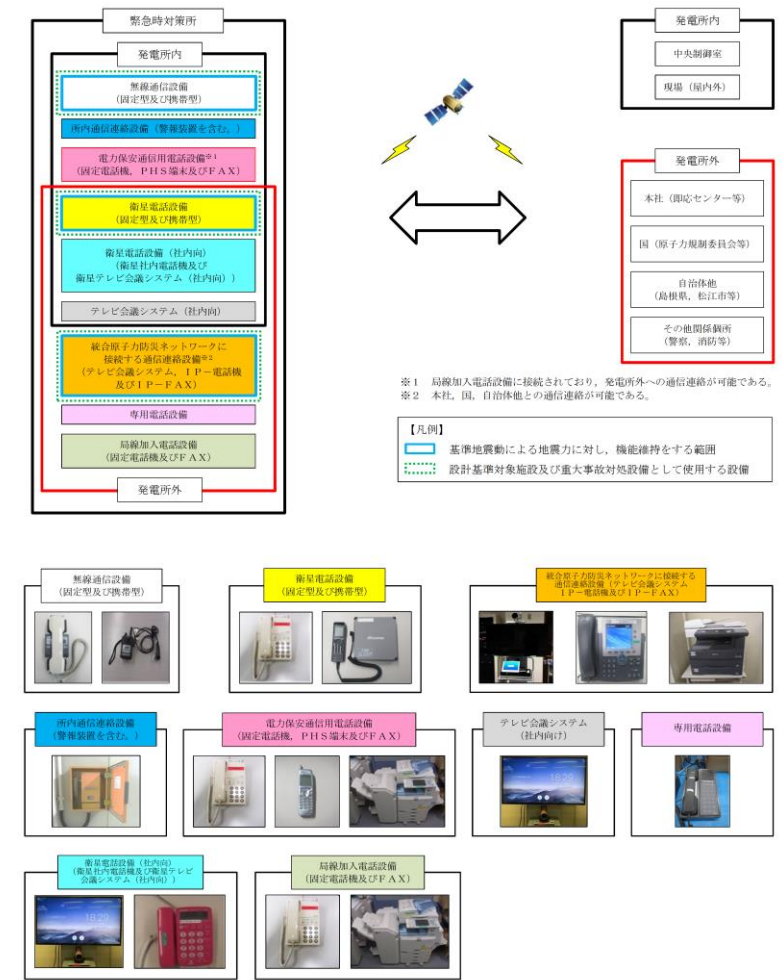 緊急時対策所
発電所内
無線通信設備
(固定型及び携帯型)
所内通信連絡設備(警報装置を含む。)
電力保安通信用電話設備※1
(固定電話機,PHS端末及びFAX)
衛星電話設備
(固定型及び携帯型)
衛星電話設備(社内向)
(衛星社内電話機及び
衛星テレビ会議システム(社内向))
テレビ会議システム(社内向)
統合原子力防災ネットワークに
接続する通信連絡設備※2
(テレビ会議システム,IP-電話機
及びIP-FAX)
専用電話設備
局線加入電話設備
(固定電話機及びFAX)
発電所外
発電所内
中央制御室
現場(屋内外)
発電所外
本社(即応センター等)
国(原子力規制委員会等)
自治体他
(島根県,松江市等)
その他関係個所
(警察,消防等)
※1 局線加入電話設備に接続されており,発電所外への通信連絡が可能である。
※2 本社,国,自治体他との通信連絡が可能である。
【凡例】
基準地震動による地震力に対し,機能維持をする範囲
設計基準対象施設及び重大事故対処設備として使用する設備
無線通信設備
(固定型及び携帯型)
衛星電話設備
(固定型及び携帯型)
統合原子力防災ネットワークに接続する
通信連絡設備(テレビ会議システム
IP-電話機及びIP-FAX)
所内通信連絡設備
(警報装置を含む。)
電力保安通信用電話設備
(固定電話機,PHS端末及びFAX)
テレビ会議システム
(社内向け)
専用電話設備
18:29
衛星電話設備(社内向)
(衛星社内電話機及び衛星テレビ
会議システム(社内向))
局線加入電話設備
(固定電話機及びFAX)
18:29